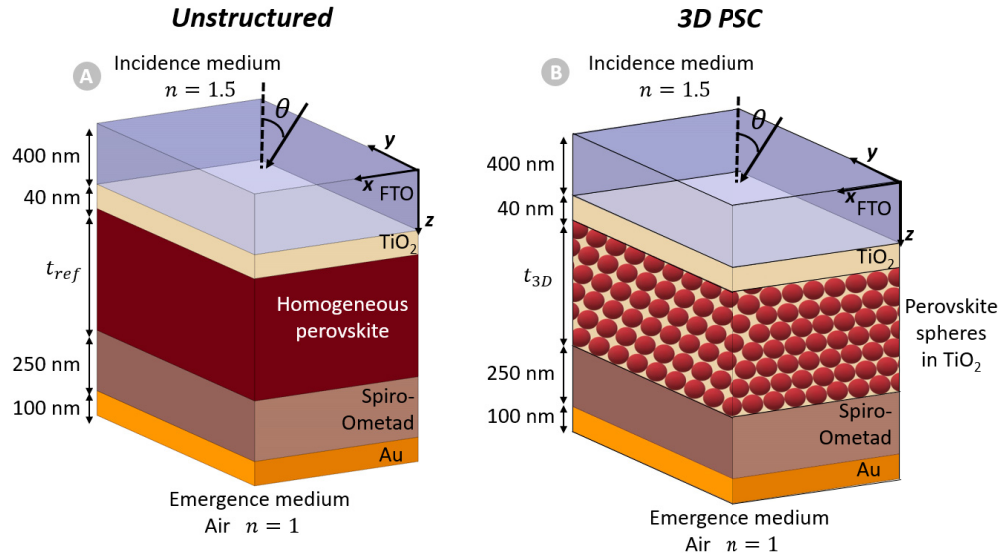 Unstructured
A
Incidence medium
n = 1.5
θ
y
x
FTO
z
400 nm
40 nm
TiO2
t_ref
Homogeneous
perovskite
250 nm
Spiro-
Ometad
100 nm
Au
Emergence medium
Air n = 1
3D PSC
B
Incidence medium
n = 1.5
θ
y
x
FTO
z
400 nm
40 nm
TiO2
t_3D
Perovskite
spheres
in TiO2
250 nm
Spiro-
Ometad
100 nm
Au
Emergence medium
Air n = 1